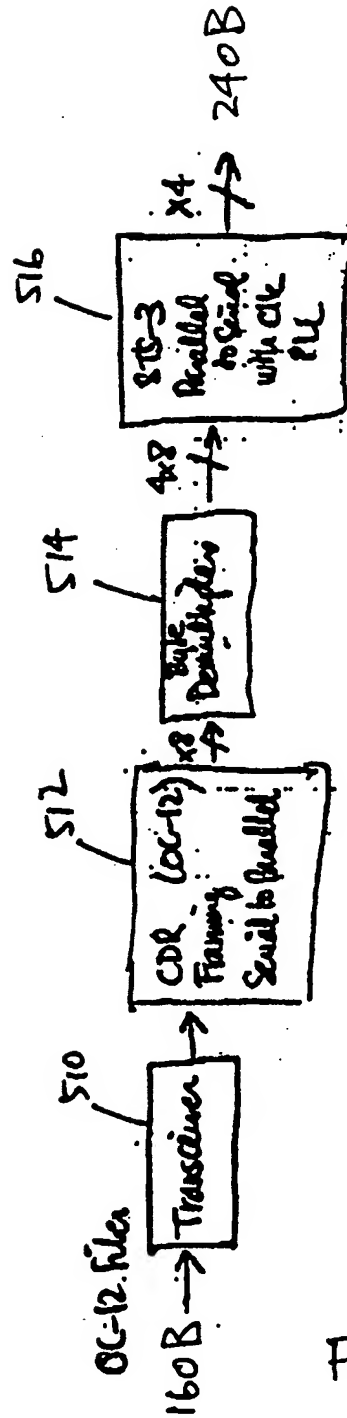 OC-12 Fiber
160B
510
Transceiver
512
CDR (OC-12)
Framing
Serial to Parallel
x8
514
Byte
Demultiplex
4x8
516
STS-3
Parallel
to Serial
with Clk
PLL
x4
240B